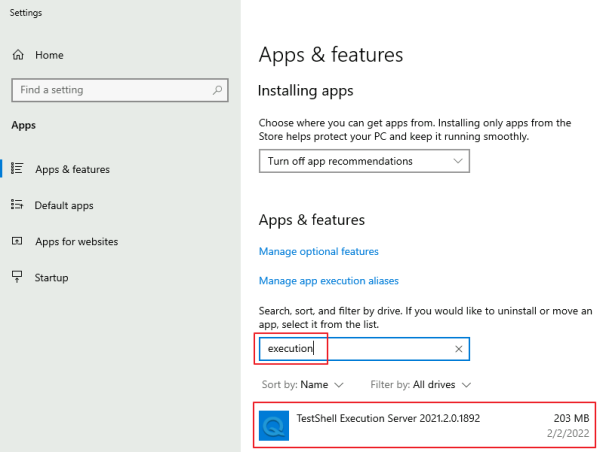 Settings
Home
Find a setting
Apps
Apps & features
Default apps
Apps for websites
Startup
Apps & features
Installing apps
Choose where you can get apps from. Installing only apps from the
Store helps protect your PC and keep it running smoothly.
Turn off app recommendations
Apps & features
Manage optional features
Manage app execution aliases
Search, sort, and filter by drive. If you would like to uninstall or move an
app, select it from the list.
execution
Sort by: Name Filter by: All drives
TestShell Execution Server 2021.2.0.1892 203 MB
2/2/2022